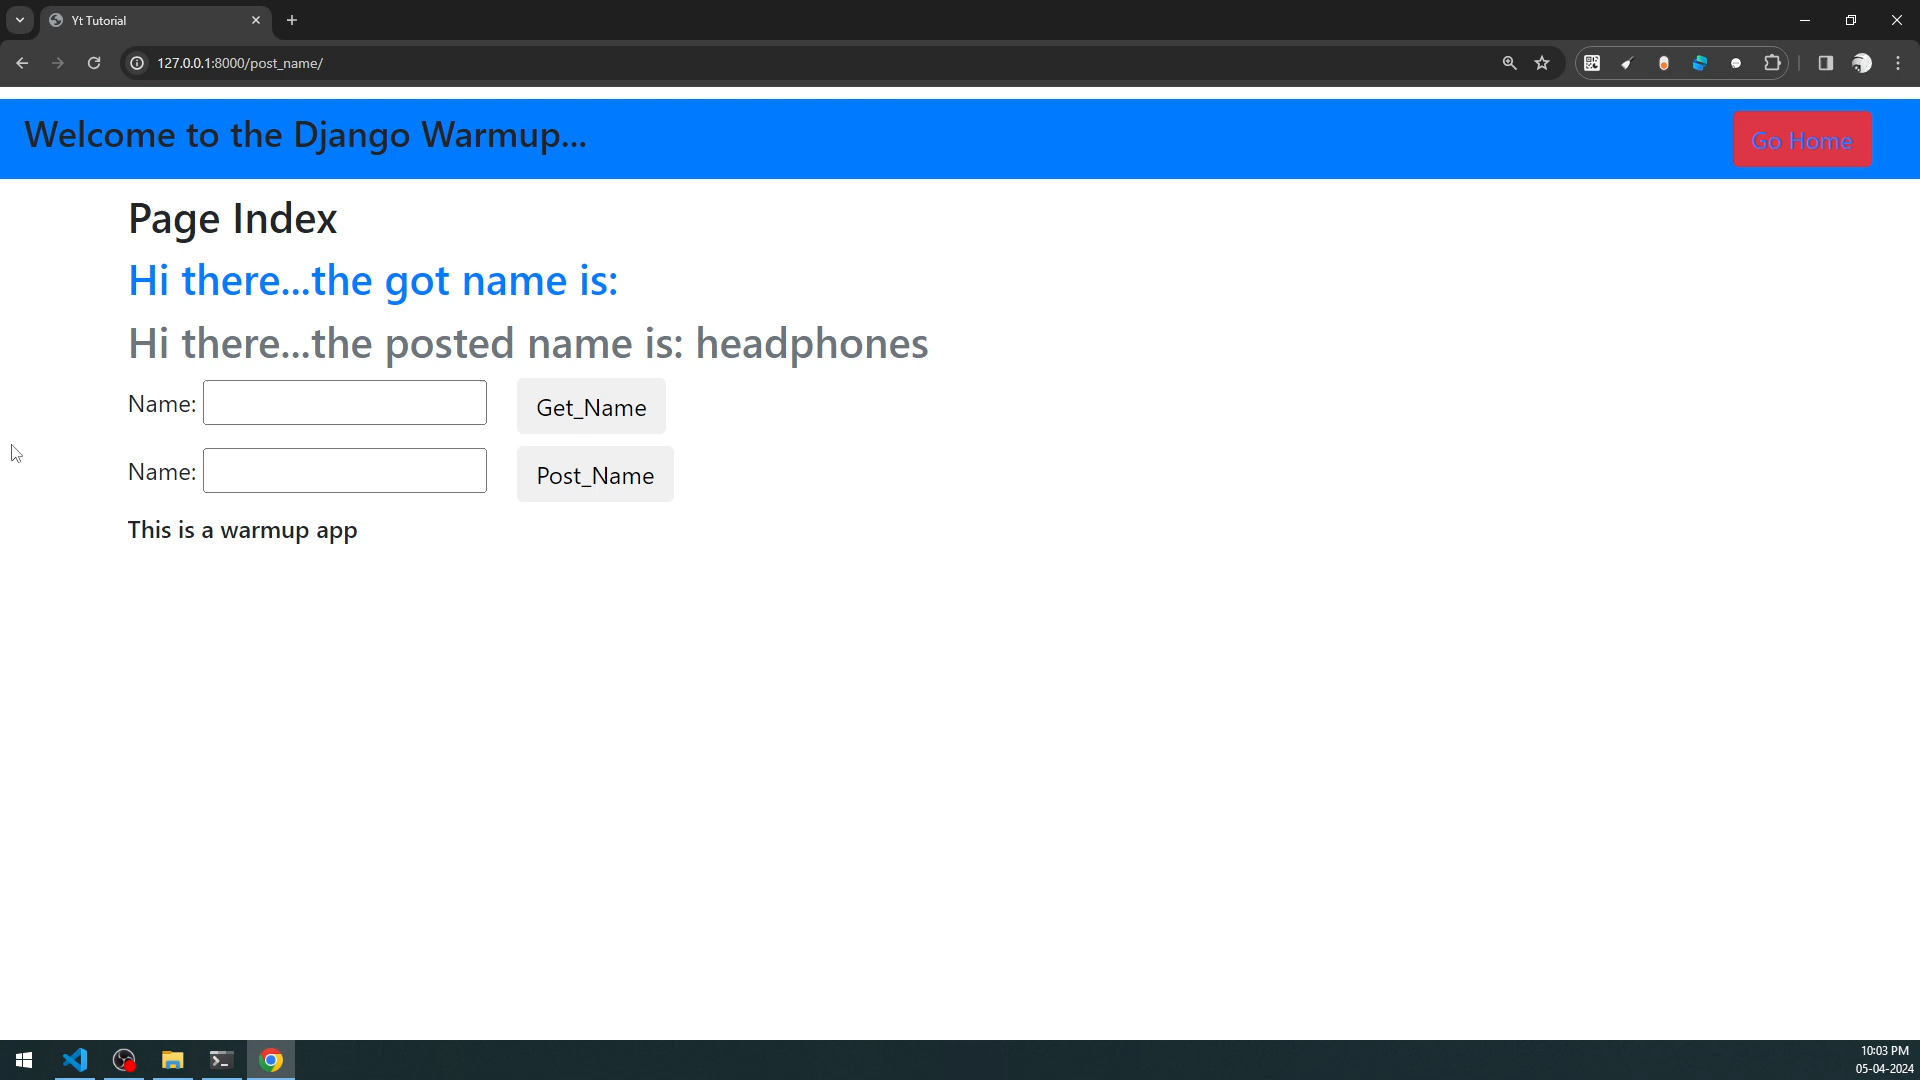 Yt Tutorial
127.0.0.1:8000/post_name/
Welcome to the Django Warmup...
Go Home
Page Index
Hi there...the got name is:
Hi there...the posted name is: headphones
Name:
Get_Name
Name:
Post_Name
This is a warmup app
10:03 PM
05-04-2024